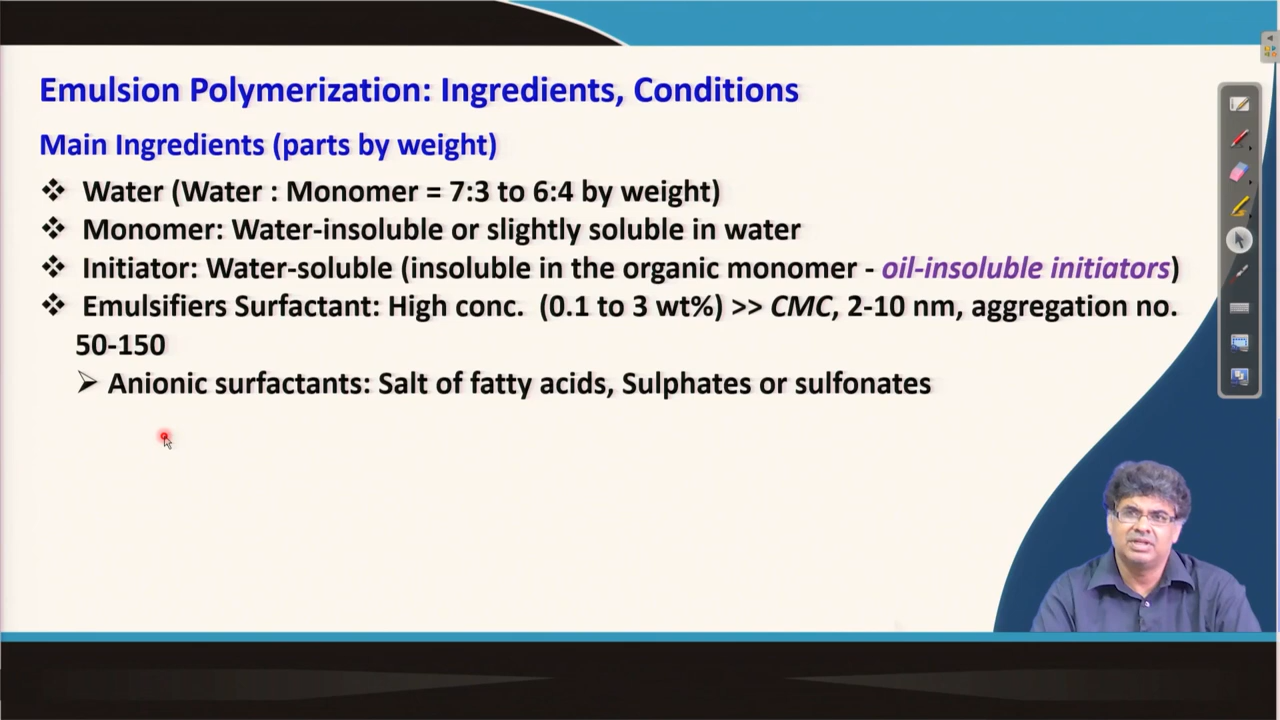 Emulsion Polymerization: Ingredients, Conditions
Main Ingredients (parts by weight)
❖ Water (Water : Monomer = 7:3 to 6:4 by weight)
❖ Monomer: Water-insoluble or slightly soluble in water
❖ Initiator: Water-soluble (insoluble in the organic monomer - oil-insoluble initiators)
❖ Emulsifiers Surfactant: High conc. (0.1 to 3 wt%) >> CMC, 2-10 nm, aggregation no.
50-150
➢ Anionic surfactants: Salt of fatty acids, Sulphates or sulfonates